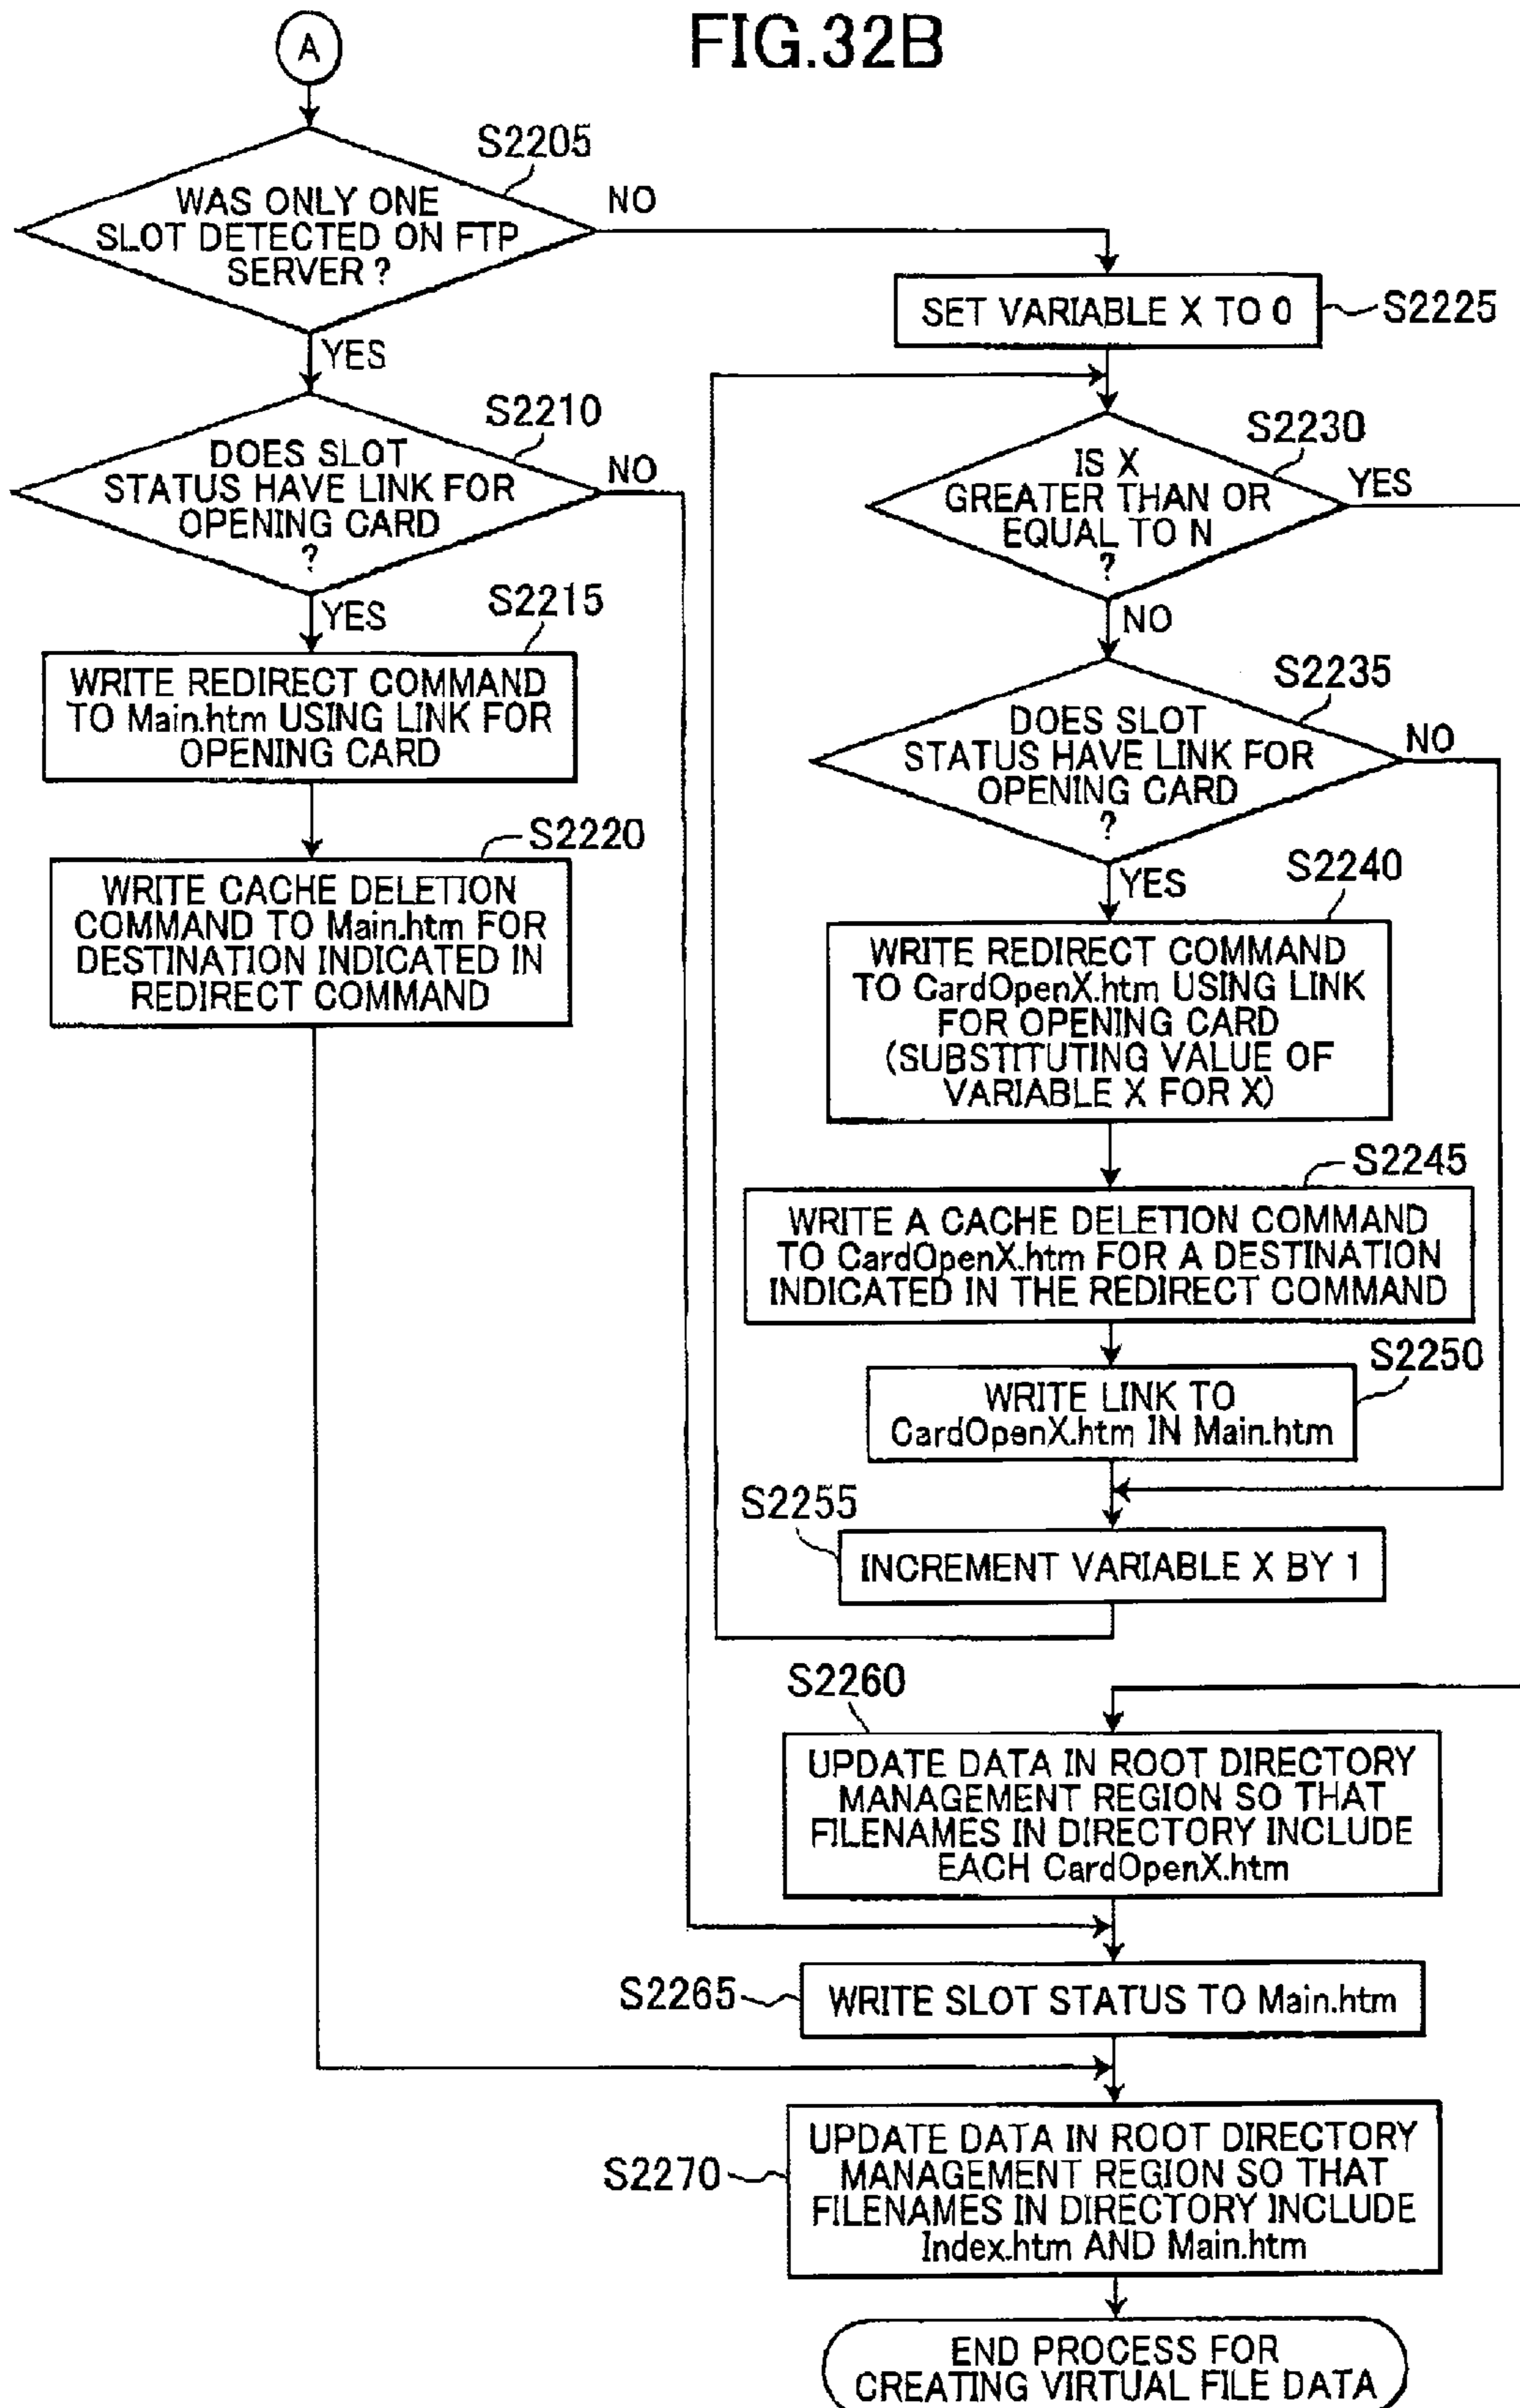 FIG.32B
A
S2205
WAS ONLY ONE
SLOT DETECTED ON FTP
SERVER ?
NO
YES
S2210
DOES SLOT
STATUS HAVE LINK FOR
OPENING CARD
?
NO
YES
S2215
WRITE REDIRECT COMMAND
TO Main.htm USING LINK FOR
OPENING CARD
S2220
WRITE CACHE DELETION
COMMAND TO Main.htm FOR
DESTINATION INDICATED IN
REDIRECT COMMAND
SET VARIABLE X TO 0
S2225
S2230
IS X
GREATER THAN OR
EQUAL TO N
?
YES
NO
S2235
DOES SLOT
STATUS HAVE LINK FOR
OPENING CARD
?
NO
YES
S2240
WRITE REDIRECT COMMAND
TO CardOpenX.htm USING LINK
FOR OPENING CARD
(SUBSTITUTING VALUE OF
VARIABLE X FOR X)
S2245
WRITE A CACHE DELETION COMMAND
TO CardOpenX.htm FOR A DESTINATION
INDICATED IN THE REDIRECT COMMAND
S2250
WRITE LINK TO
CardOpenX.htm IN Main.htm
S2255
INCREMENT VARIABLE X BY 1
S2260
UPDATE DATA IN ROOT DIRECTORY
MANAGEMENT REGION SO THAT
FILENAMES IN DIRECTORY INCLUDE
EACH CardOpenX.htm
S2265
WRITE SLOT STATUS TO Main.htm
S2270
UPDATE DATA IN ROOT DIRECTORY
MANAGEMENT REGION SO THAT
FILENAMES IN DIRECTORY INCLUDE
Index.htm AND Main.htm
END PROCESS FOR
CREATING VIRTUAL FILE DATA